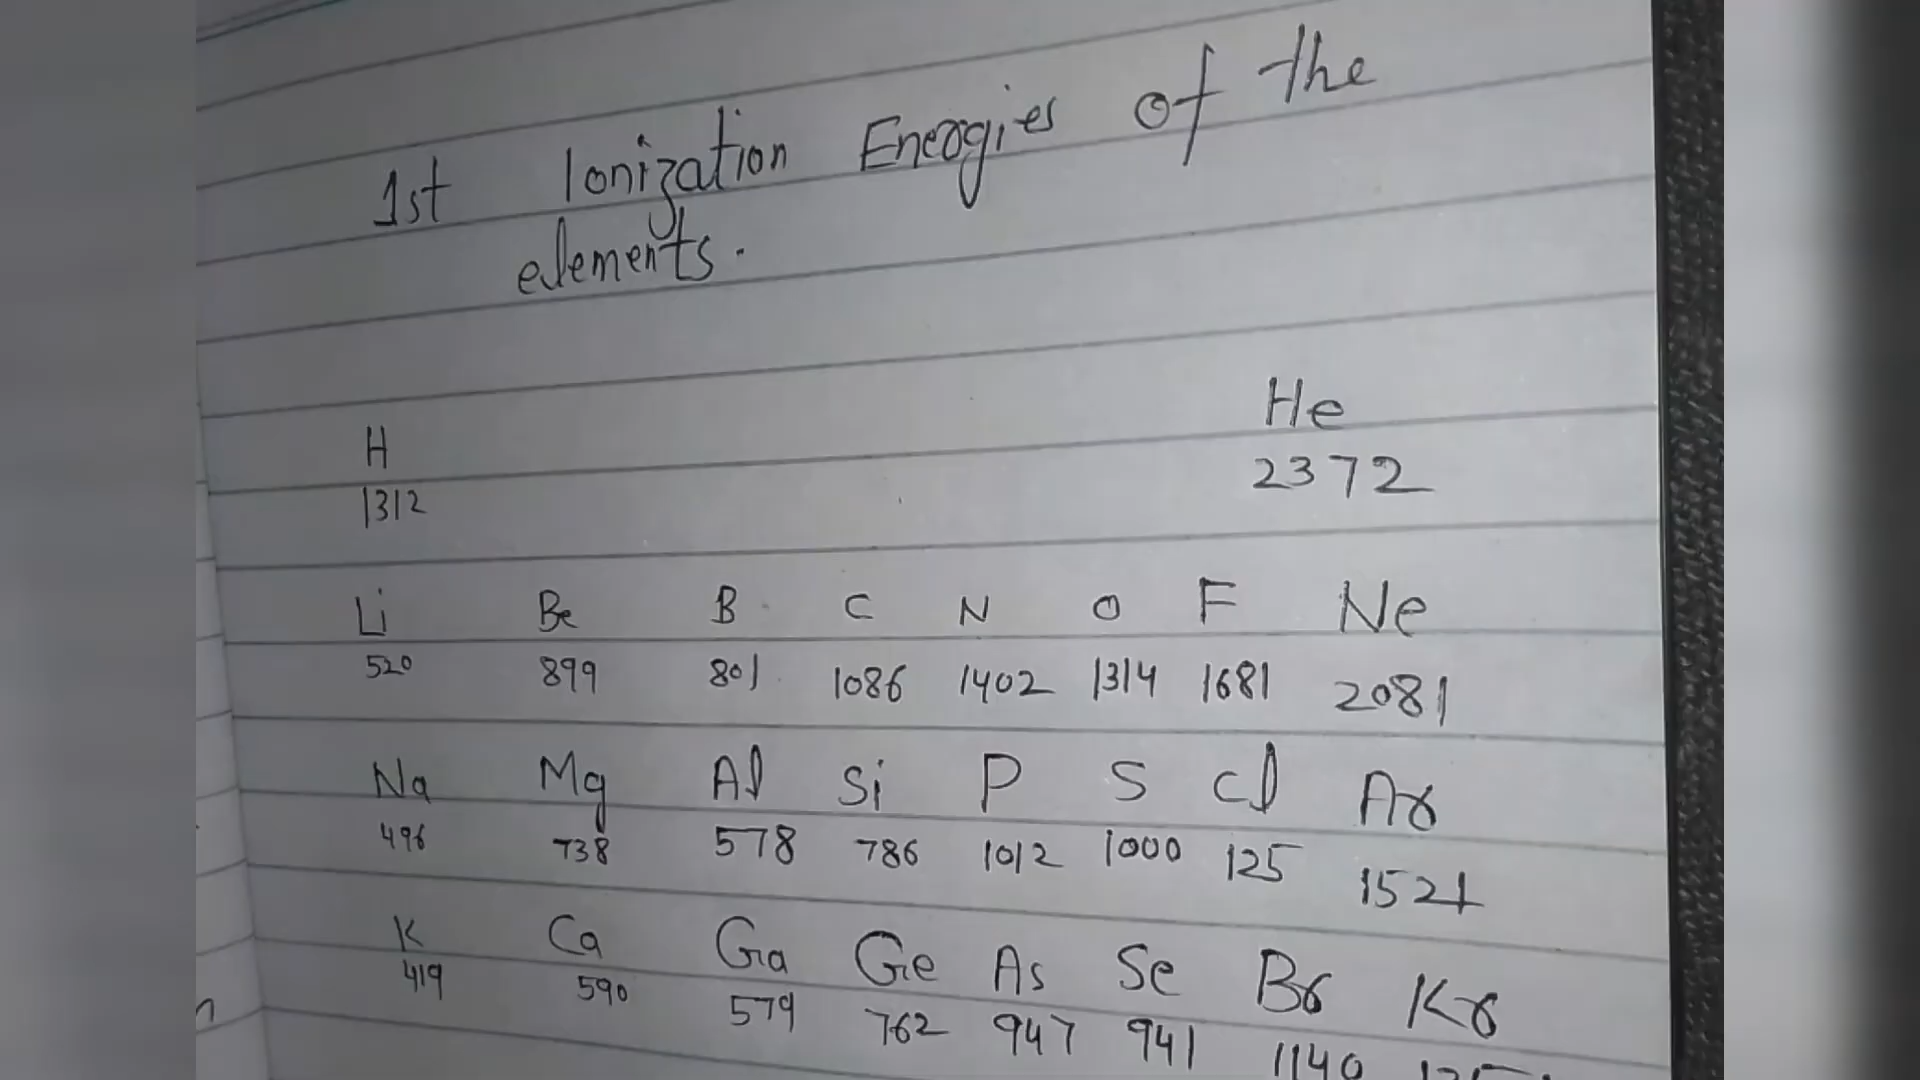 1st Ionization Energies of the
elements.
H He
1312 2372
Li Be B C N O F Ne
520 899 801 1086 1402 1314 1681 2081
Na Mg Al Si P S Cl Ar
496 738 578 786 1012 1000 125 1521
K Ca Ga Ge As Se Br Kr
419 590 579 762 947 941 1140